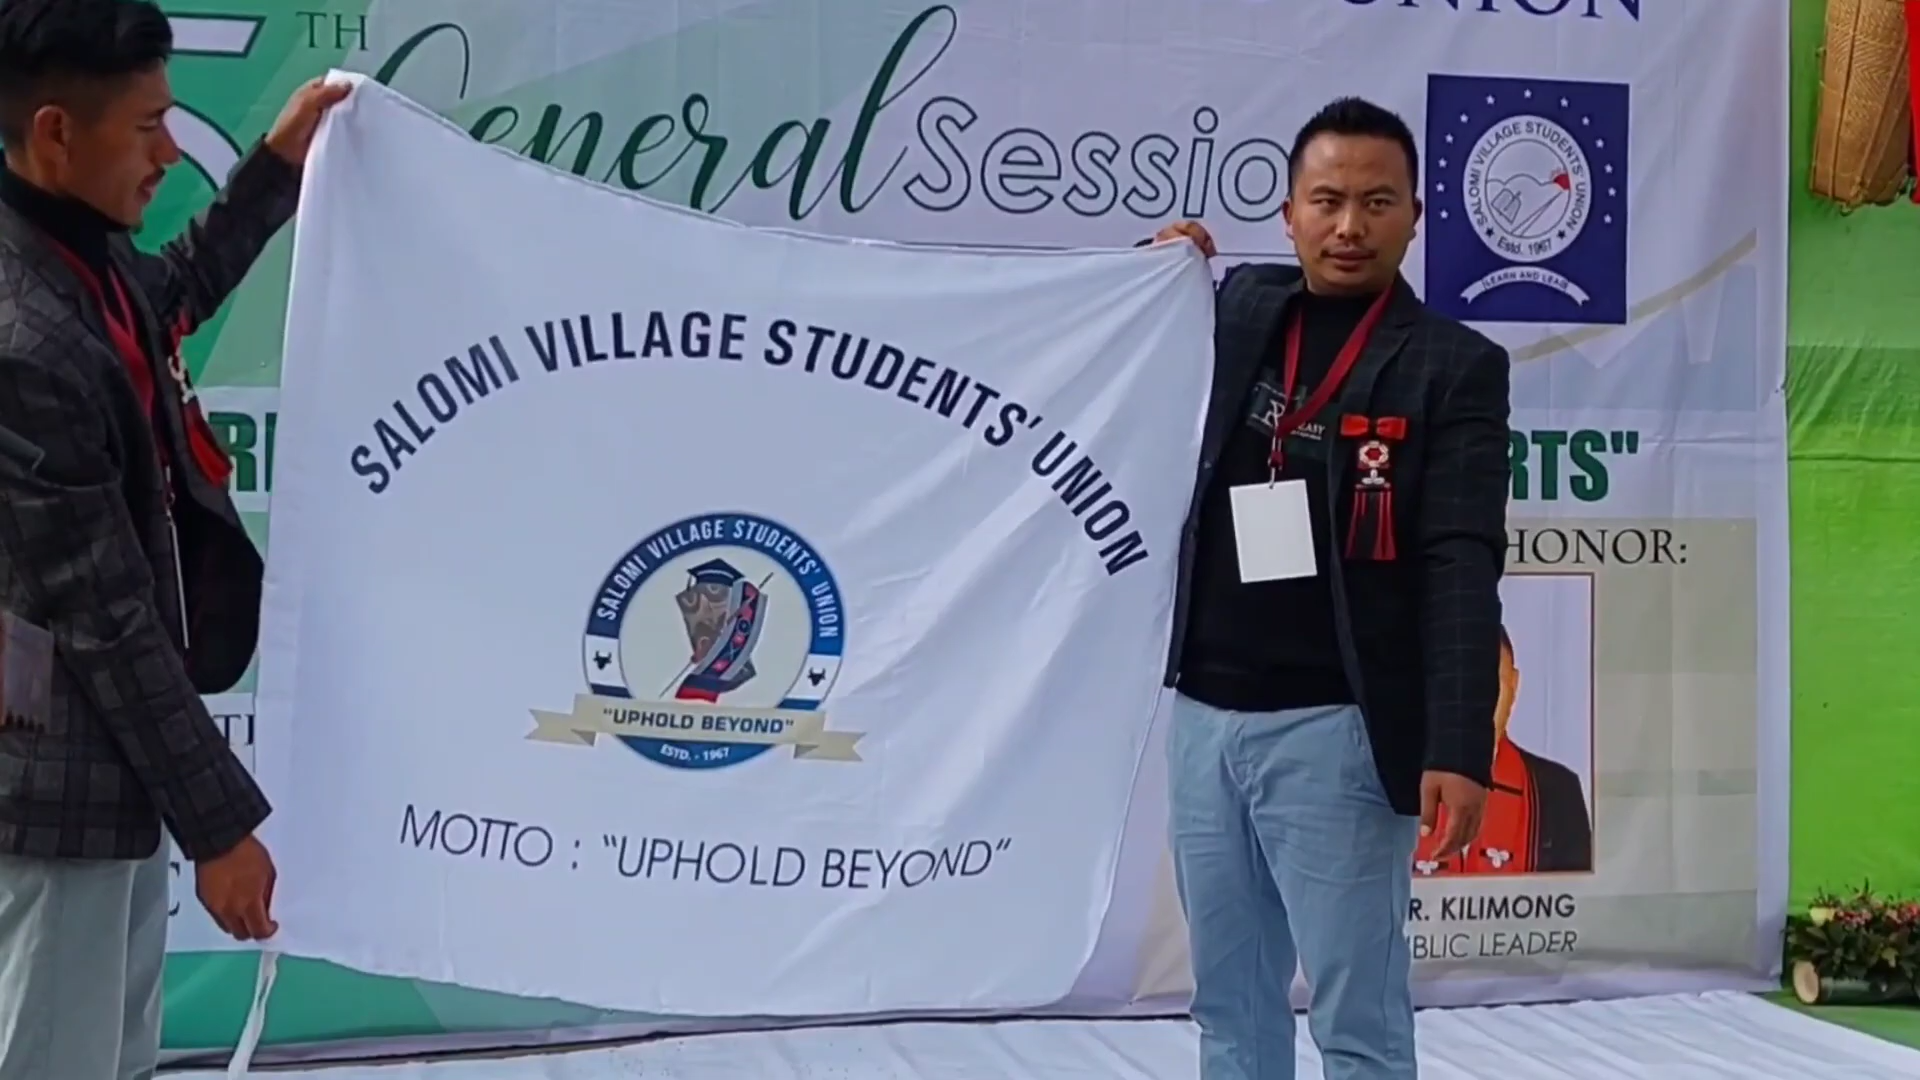 TH
UNION
General Session
SALOMI VILLAGE STUDENTS' UNION
Estd. 1967
LEARN AND LEAD
SALOMI VILLAGE STUDENTS' UNION
SALOMI VILLAGE STUDENTS' UNION
"UPHOLD BEYOND"
ESTD. - 1967
MOTTO : "UPHOLD BEYOND"
RTS"
HONOR:
R. KILIMONG
BLIC LEADER